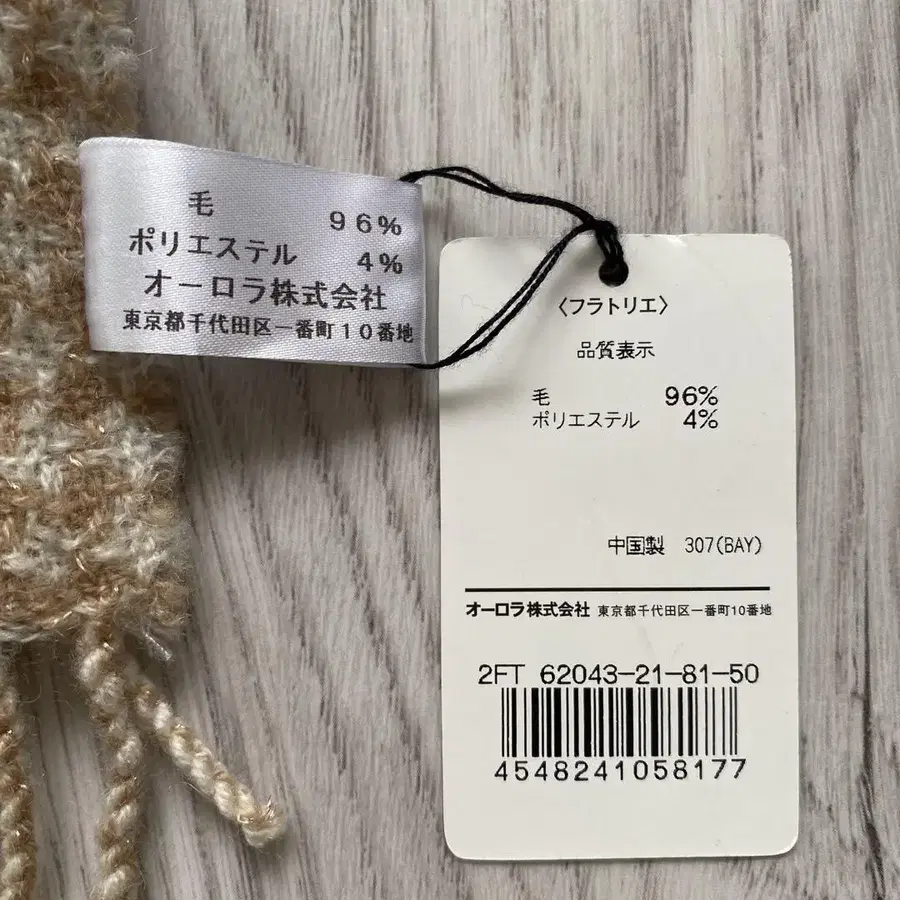 毛 96%
ポリエステル 4%
オーロラ株式会社
東京都千代田区一番町10番地
〈フラトリエ〉
品質表示
毛 96%
ポリエステル 4%
中国製 307(BAY)
オーロラ株式会社 東京都千代田区一番町10番地
2FT 62043-21-81-50
4548241058177